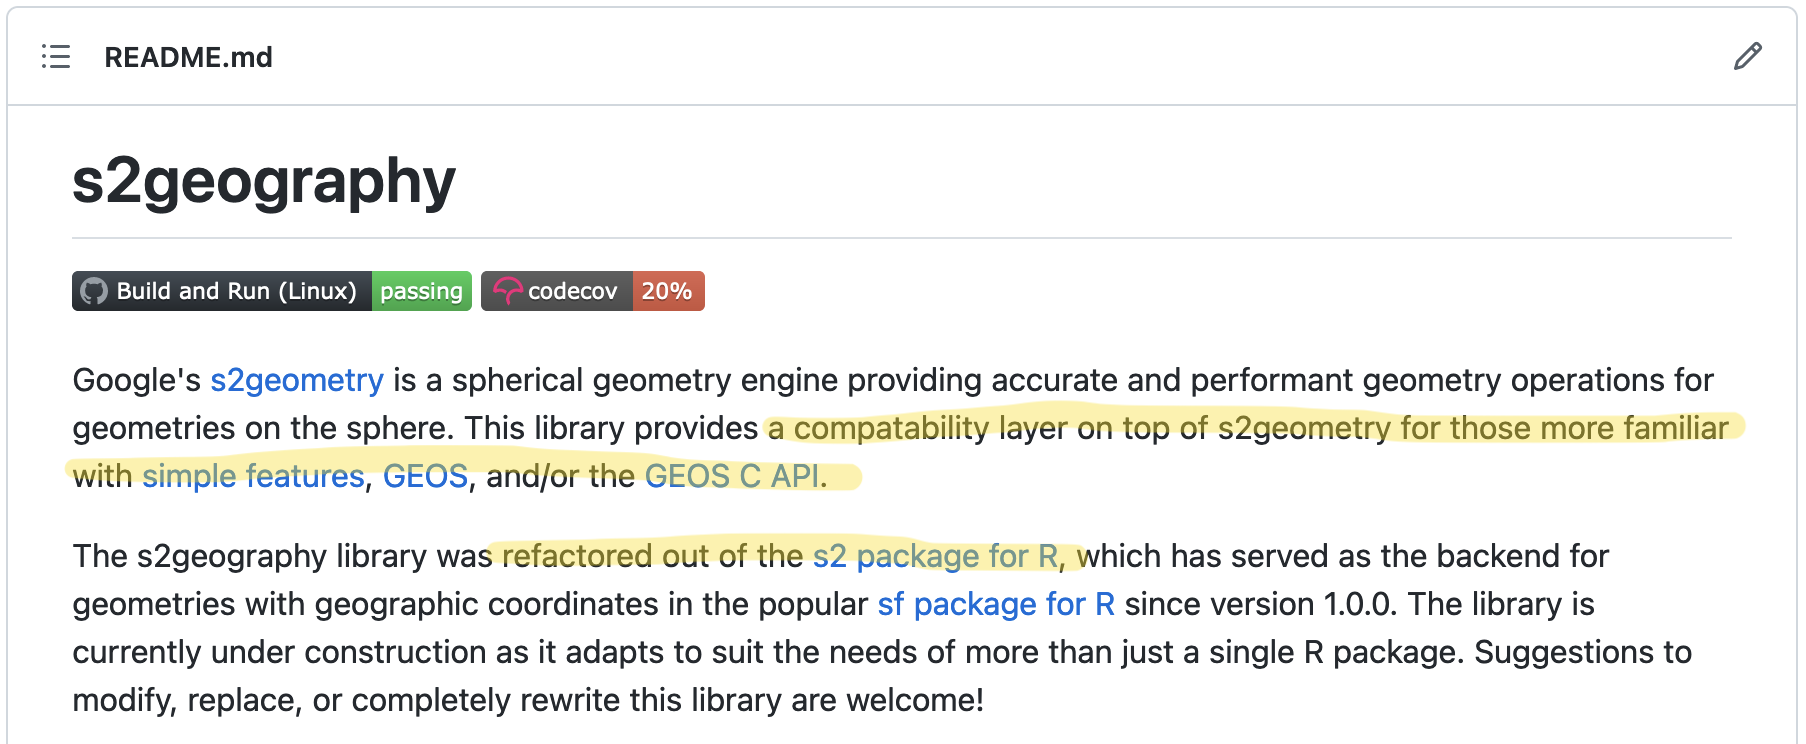 README.md
s2geography
Build and Run (Linux) passing codecov 20%
Google's s2geometry is a spherical geometry engine providing accurate and performant geometry operations for
geometries on the sphere. This library provides a compatability layer on top of s2geometry for those more familiar
with simple features, GEOS, and/or the GEOS C API.
The s2geography library was refactored out of the s2 package for R, which has served as the backend for
geometries with geographic coordinates in the popular sf package for R since version 1.0.0. The library is
currently under construction as it adapts to suit the needs of more than just a single R package. Suggestions to
modify, replace, or completely rewrite this library are welcome!